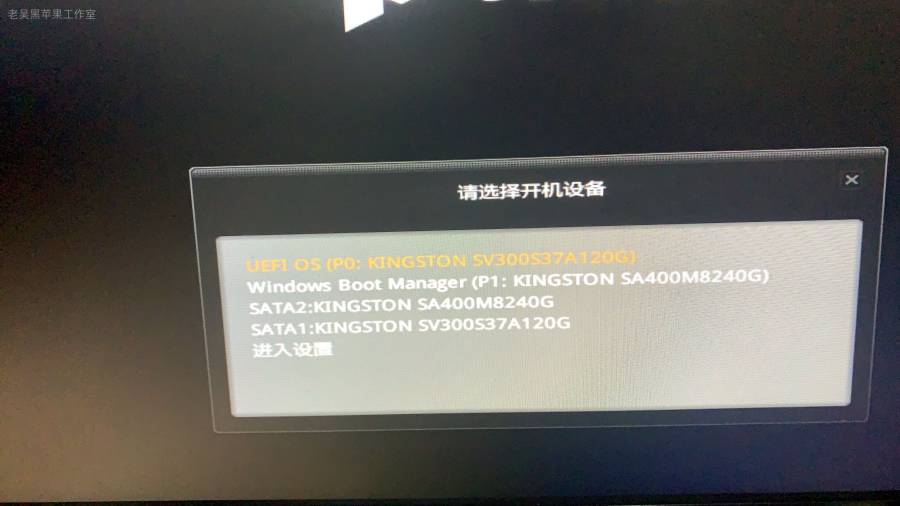 老吴黑苹果工作室
请选择开机设备
UEFI OS (P0: KINGSTON SV300S37A120G)
Windows Boot Manager (P1: KINGSTON SA400M8240G)
SATA2:KINGSTON SA400M8240G
SATA1:KINGSTON SV300S37A120G
进入设置